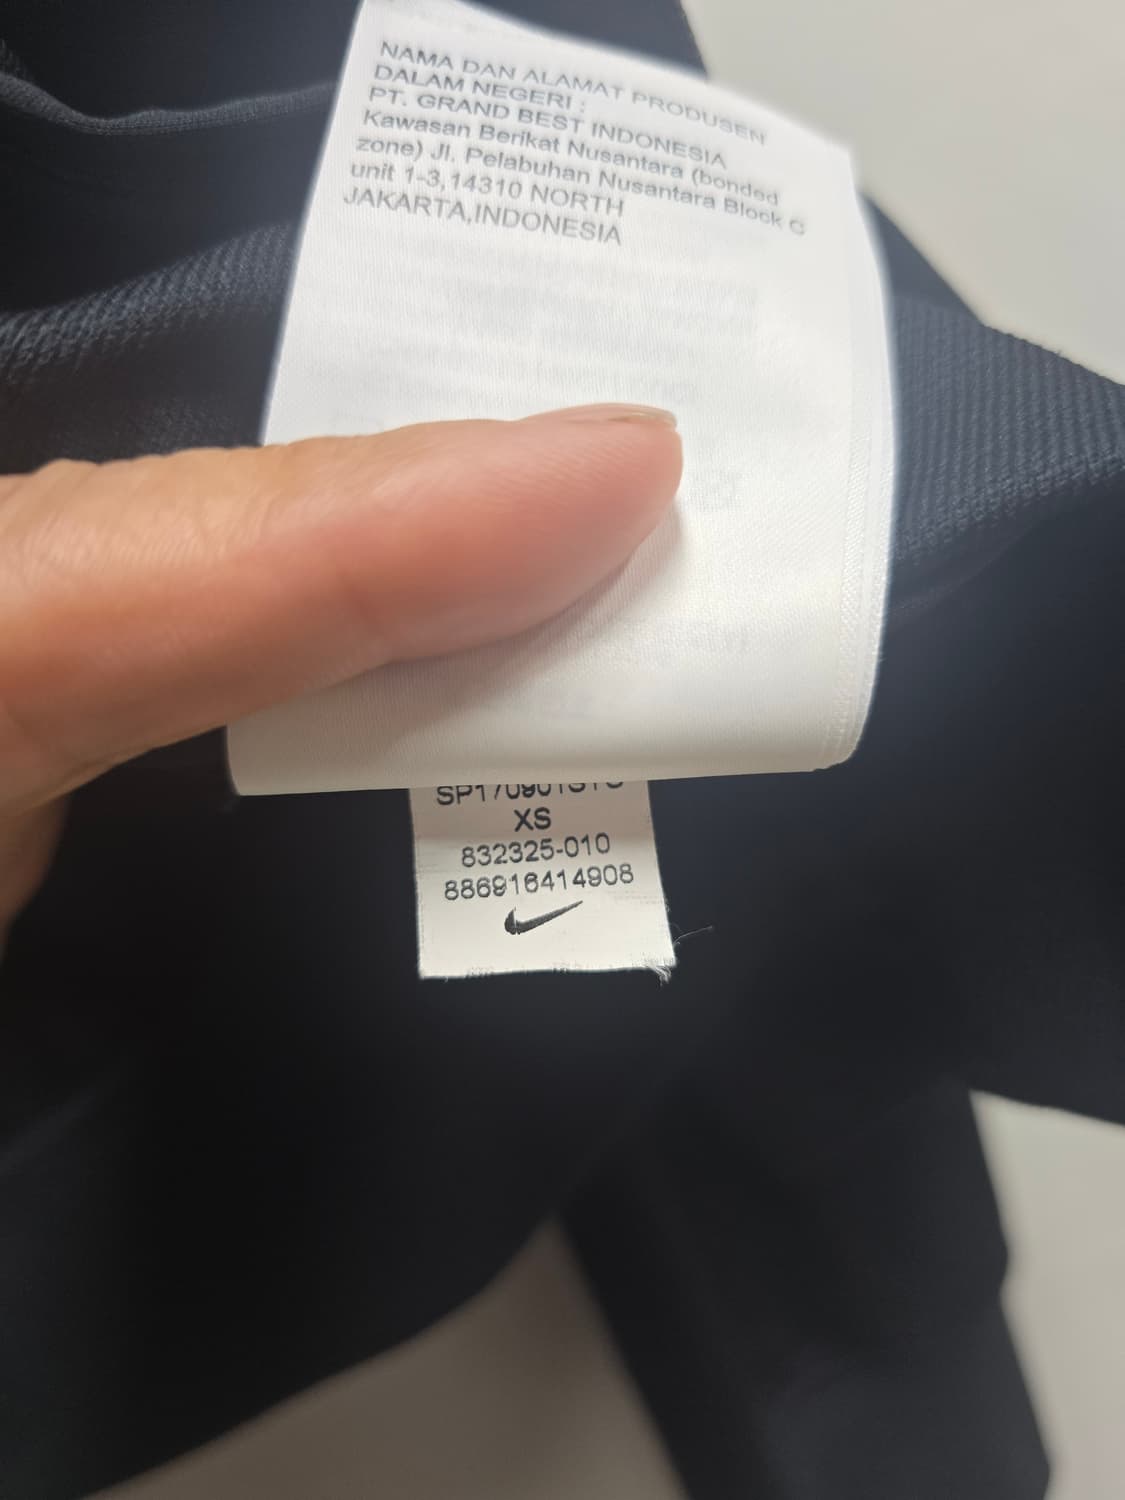 NAMA DAN ALAMAT PRODUSEN
DALAM NEGERI :
PT. GRAND BEST INDONESIA
Kawasan Berikat Nusantara (bonded
zone) Jl. Pelabuhan Nusantara Block C
unit 1-3,14310 NORTH
JAKARTA,INDONESIA
XS
832325-010
886916414908